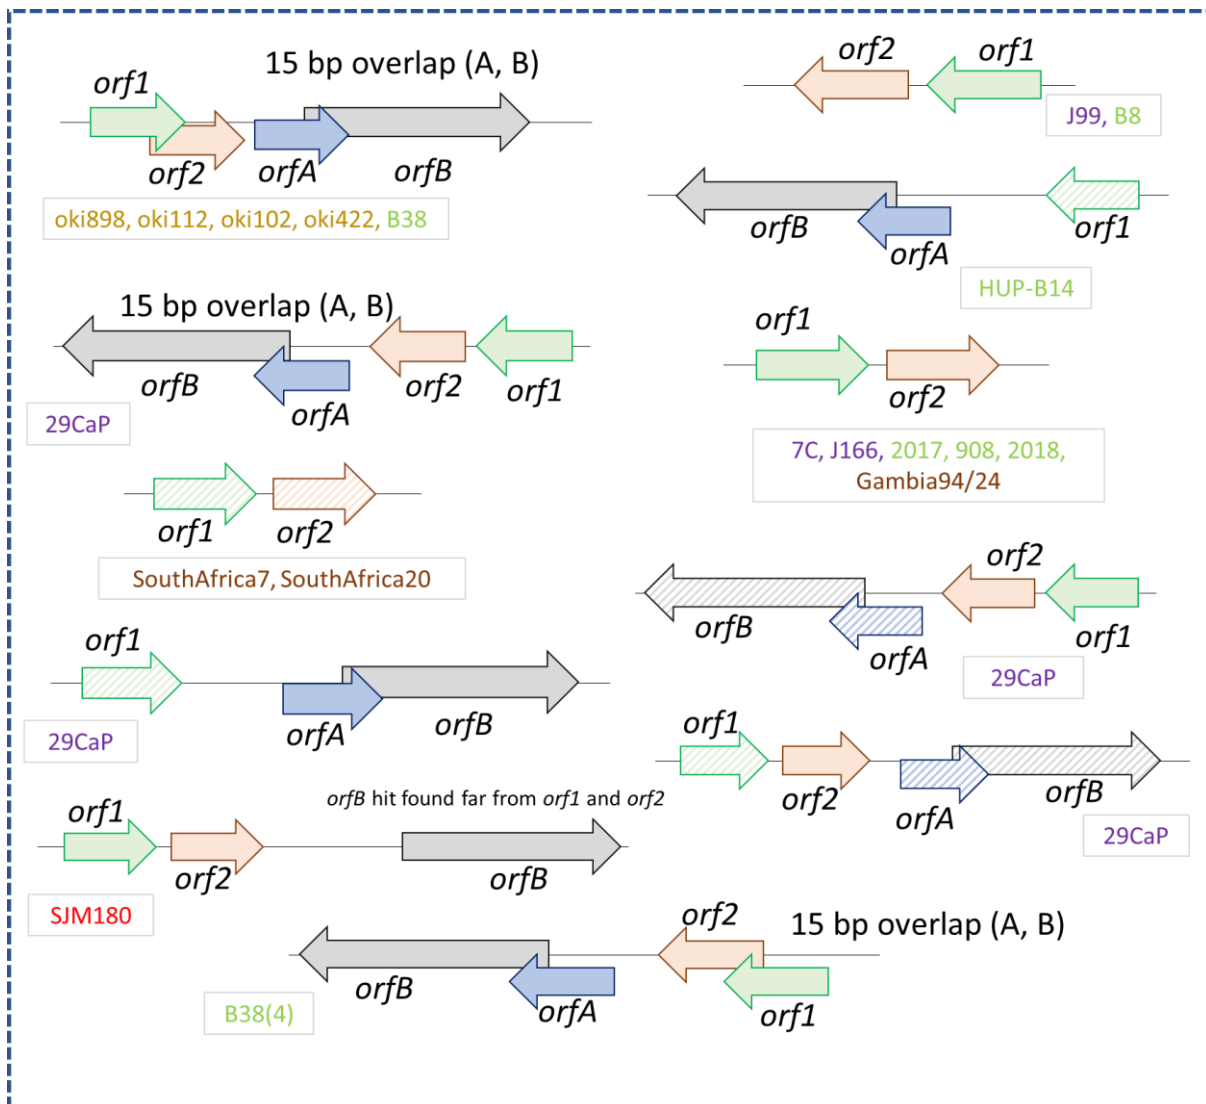 15 bp overlap (A, B)
orf1
orf2
orfA
orfB
oki898, oki112, oki102, oki422, B38
orf2
orf1
J99, B8
orfB
orfA
orf1
HUP-B14
15 bp overlap (A, B)
orfB
orfA
orf2
orf1
29CaP
orf1
orf2
7C, J166, 2017, 908, 2018,
Gambia94/24
orf1
orf2
SouthAfrica7, SouthAfrica20
orf2
orfB
orfA
orf1
29CaP
orf1
orfA
orfB
29CaP
orf1
orf2
orfA
orfB
29CaP
orfB hit found far from orf1 and orf2
orf1
orf2
orfB
SJM180
orf2
15 bp overlap (A, B)
orfB
orfA
orf1
B38(4)